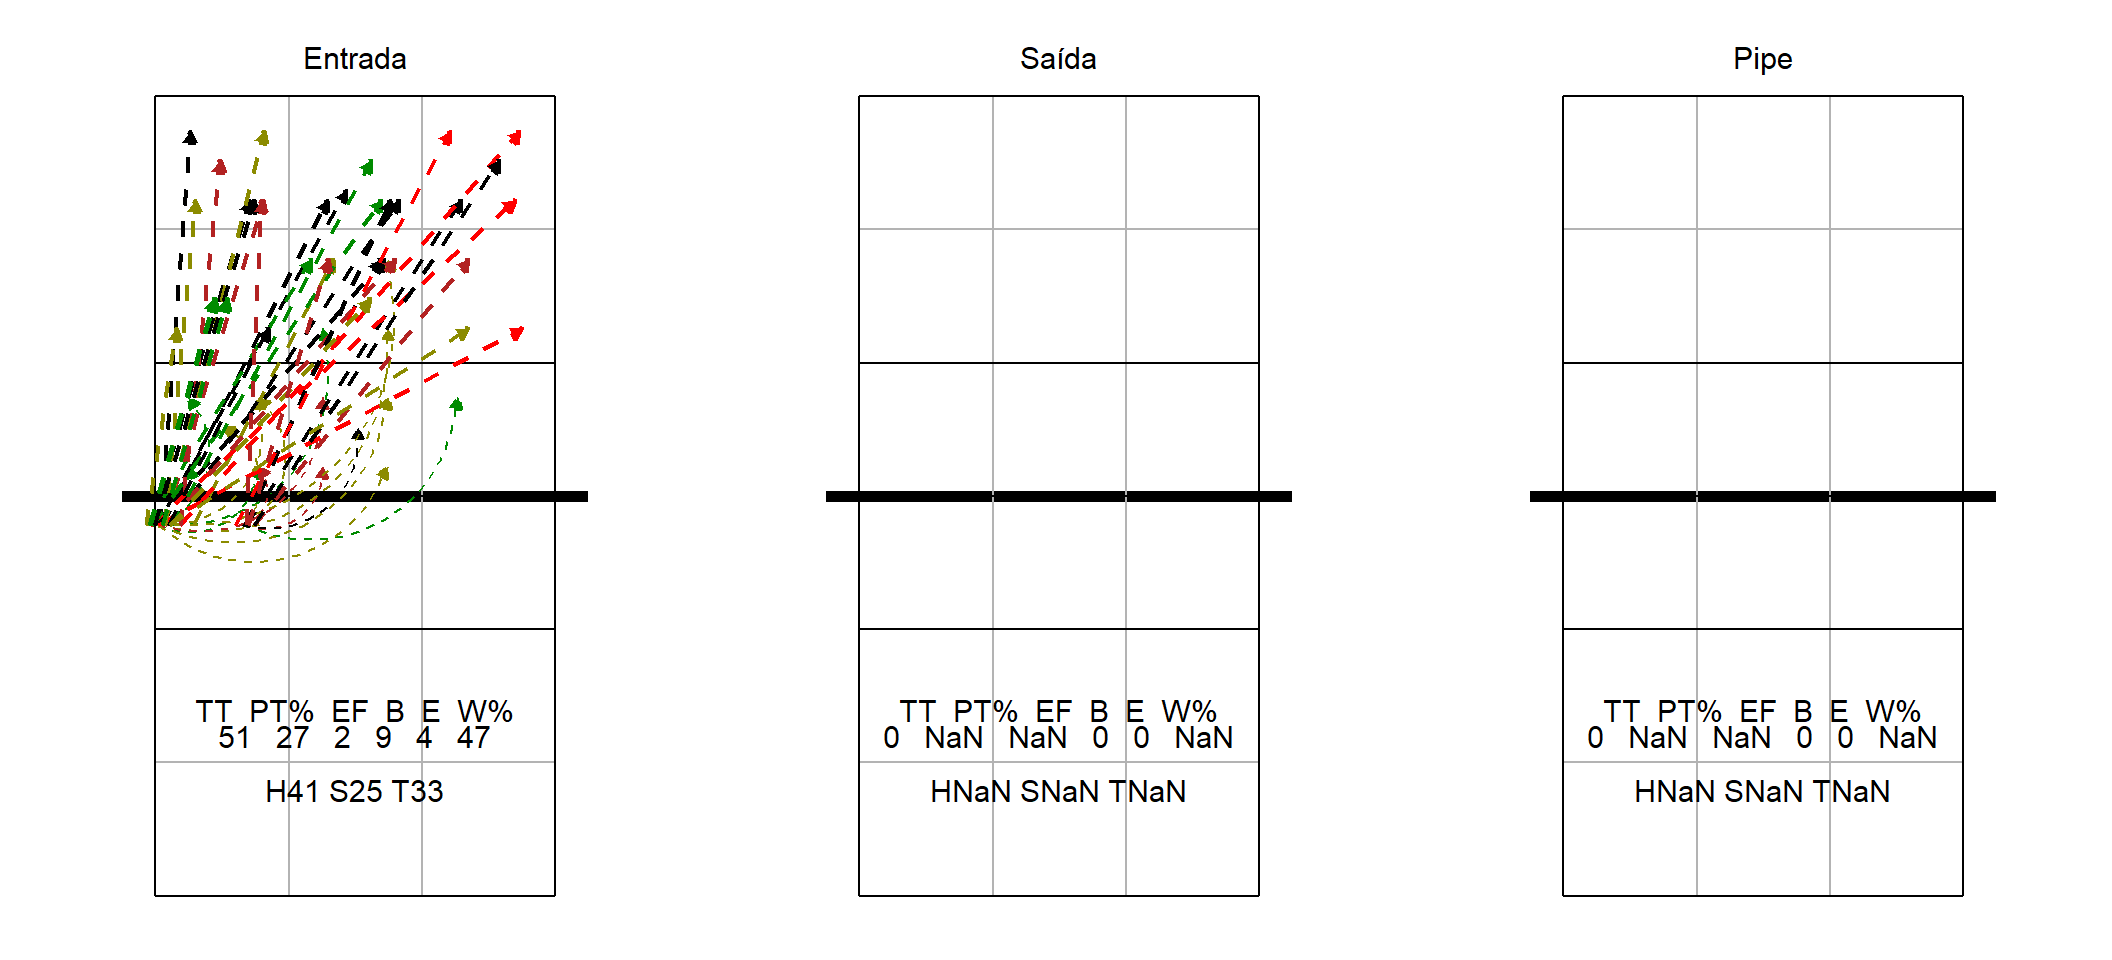 Entrada
TT PT% EF B E W%
51 27 2 9 4 47
H41 S25 T33
Saída
TT PT% EF B E W%
0 NaN NaN 0 0 NaN
HNaN SNaN TNaN
Pipe
TT PT% EF B E W%
0 NaN NaN 0 0 NaN
HNaN SNaN TNaN